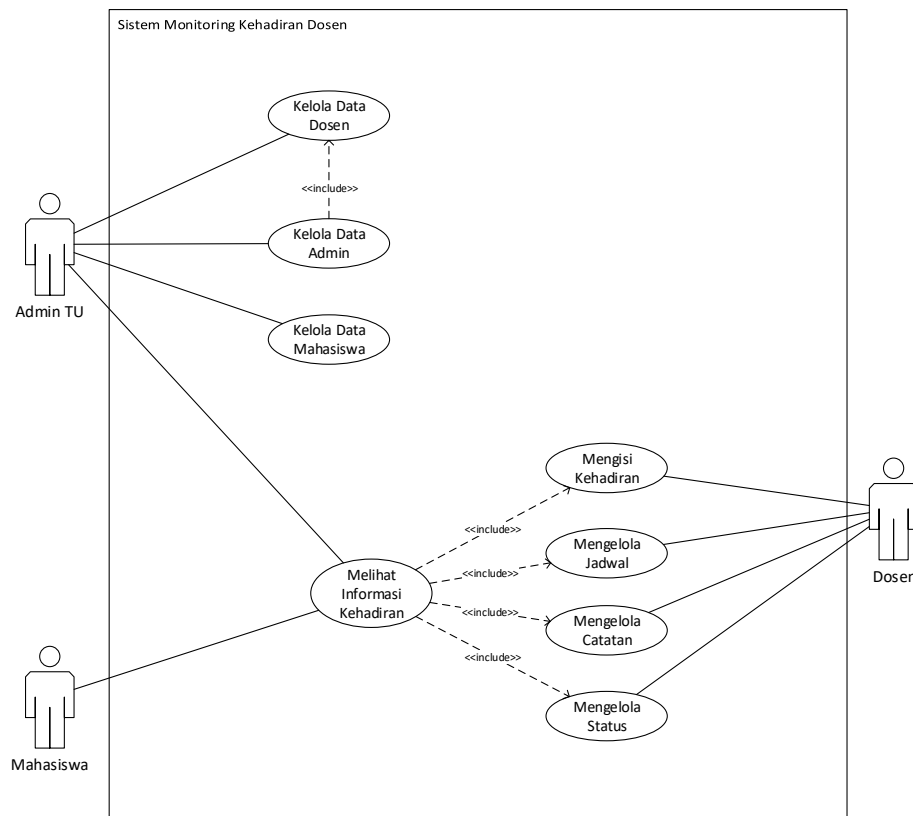 Sistem Monitoring Kehadiran Dosen
Kelola Data
Dosen
<<include>>
Kelola Data
Admin
Admin TU
Kelola Data
Mahasiswa
Mengisi
Kehadiran
<<include>>
Mengelola
Jadwal
<<include>>
Dosen
Melihat
Informasi
Kehadiran
<<include>>
Mengelola
Catatan
<<include>>
Mengelola
Status
Mahasiswa